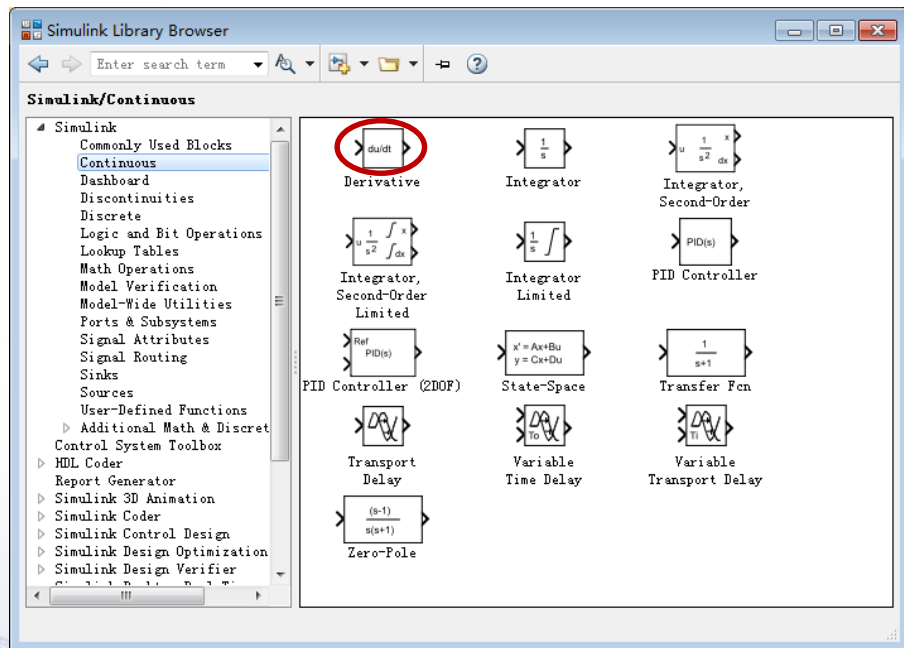 Simulink Library Browser
Enter search term
Simulink/Continuous
Simulink
Commonly Used Blocks
Continuous
Dashboard
Discontinuities
Discrete
Logic and Bit Operations
Lookup Tables
Math Operations
Model Verification
Model-Wide Utilities
Ports & Subsystems
Signal Attributes
Signal Routing
Sinks
Sources
User-Defined Functions
Additional Math & Discret
Control System Toolbox
HDL Coder
Report Generator
Simulink 3D Animation
Simulink Coder
Simulink Control Design
Simulink Design Optimization
Simulink Design Verifier
du/dt
Derivative
1
s
Integrator
u 1 x
s2 dx
Integrator,
Second-Order
u 1 ∫ x
s2 ∫ dx
Integrator,
Second-Order
Limited
1 ∫
s
Integrator
Limited
PID(s)
PID Controller
Ref
PID(s)
PID Controller (2DOF)
x' = Ax+Bu
y = Cx+Du
State-Space
1
s+1
Transfer Fcn
Transport
Delay
To
Variable
Time Delay
Ti
Variable
Transport Delay
(s-1)
s(s+1)
Zero-Pole